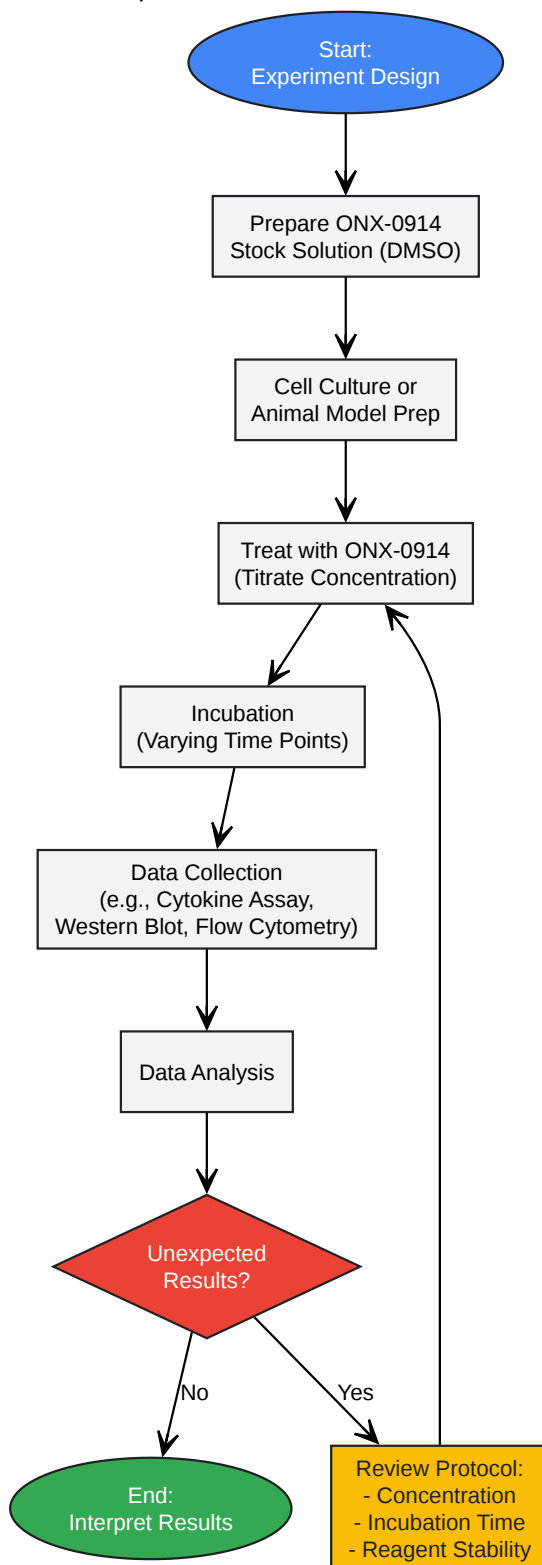 Start:
Experiment Design
Prepare ONX-0914
Stock Solution (DMSO)
Cell Culture or
Animal Model Prep
Treat with ONX-0914
(Titrate Concentration)
Incubation
(Varying Time Points)
Data Collection
(e.g., Cytokine Assay,
Western Blot, Flow Cytometry)
Data Analysis
Unexpected
Results?
No
Yes
End:
Interpret Results
Review Protocol:
- Concentration
- Incubation Time
- Reagent Stability